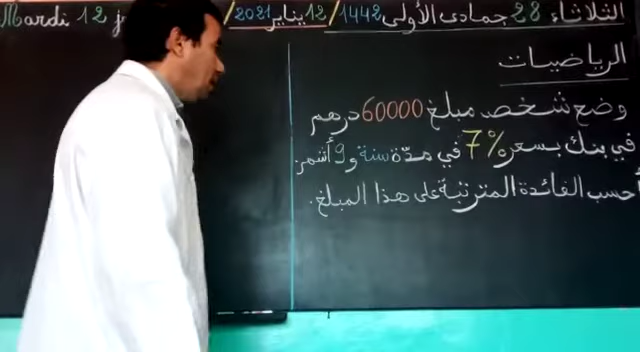 Mardi 12 j
الثلاثاء 28 جمادى الأولى 1442/12 يناير 2021/
الرياضيات
وضع شخص مبلغ 60000 درهم
في بنك بسعر 7% في مدة سنة و 9 أشهر
أحسب الفائدة المترتبة على هذا المبلغ.